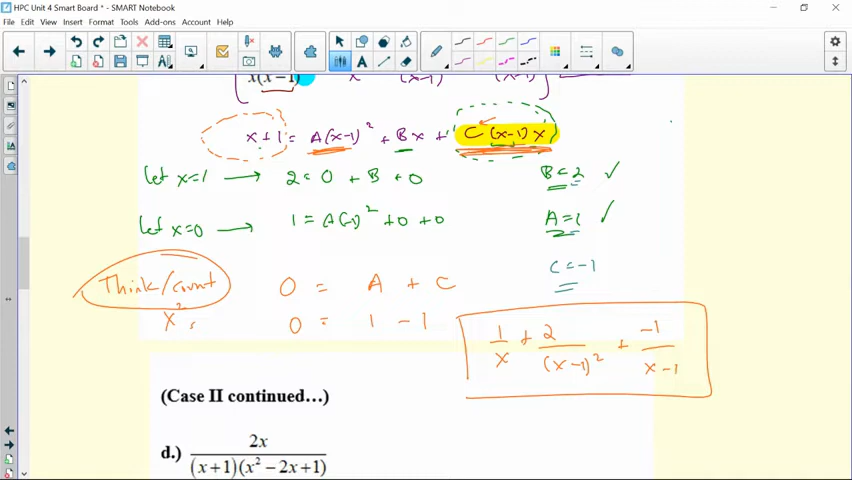 HPC Unit 4 Smart Board * - SMART Notebook
File Edit View Insert Format Tools Add-ons Account Help
x(x−1) x (x-1) (x-1)
x+1 = A(x-1)² + Bx + C(x-1)x
let x=1 → 2=0 + B + 0 B=2 ✓
let x=0 → 1 = A(-1)² +0 +0 A=1 ✓
C=-1
Think/count 0 = A + C
x² 0 = 1 - 1
1/x + 2/(x-1)² + -1/(x-1)
(Case II continued…)
d.) 2x/((x+1)(x² − 2x+1))